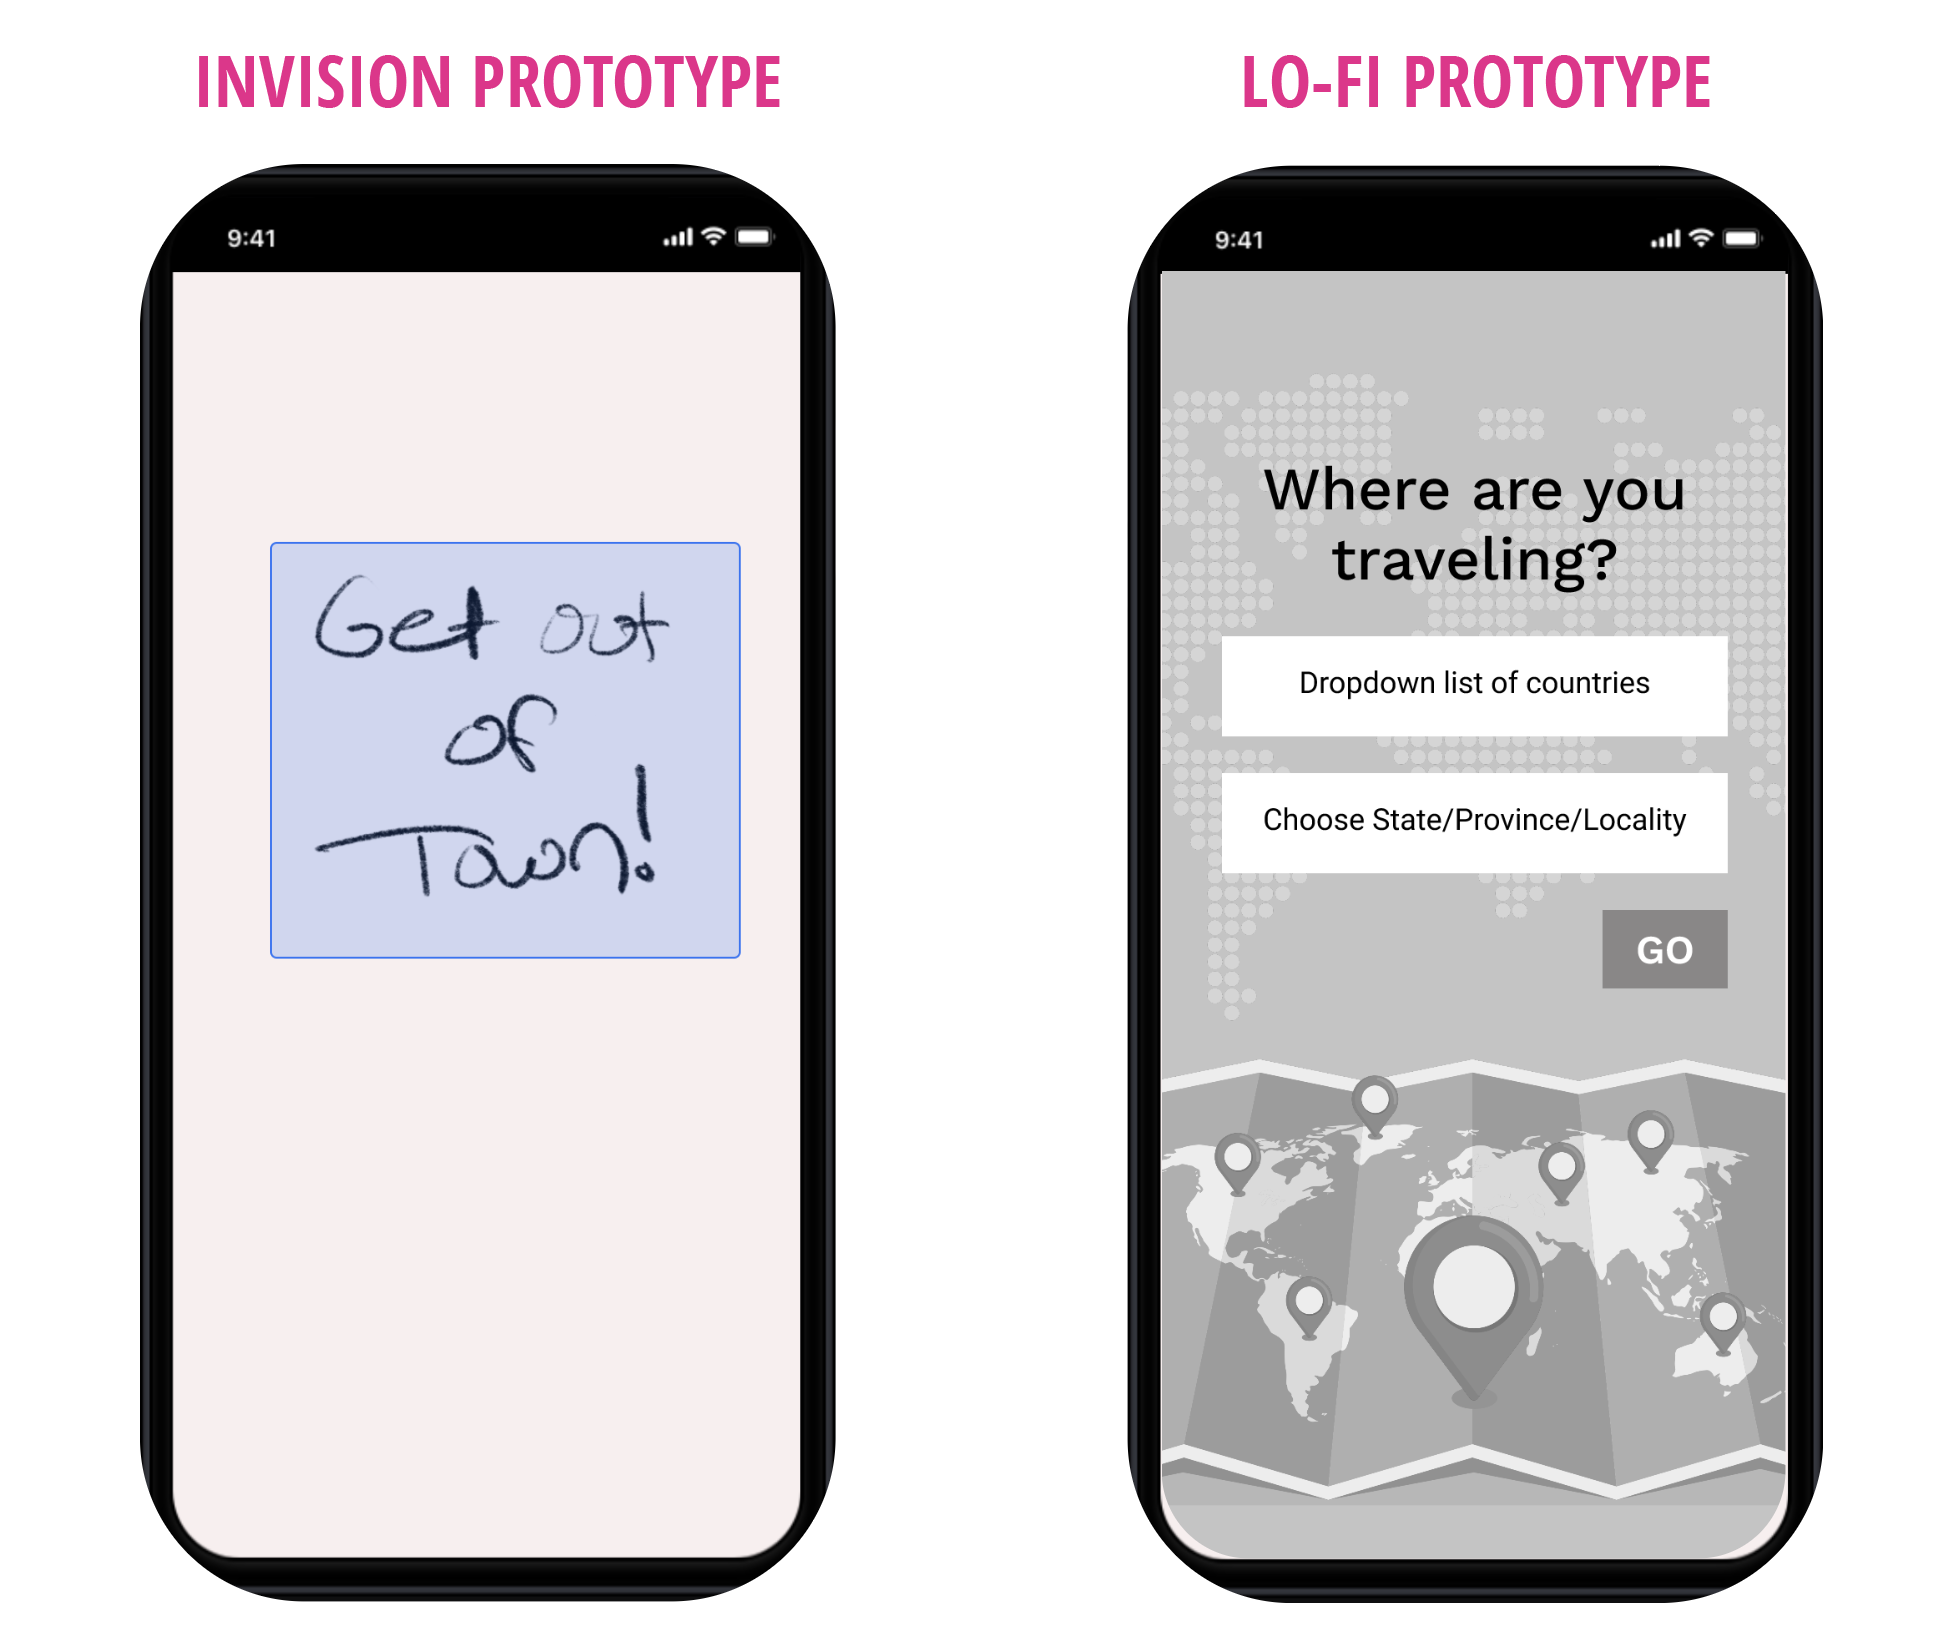 INVISION PROTOTYPE
9:41
Get out
of
Town!
LO-FI PROTOTYPE
9:41
Where are you
traveling?
Dropdown list of countries
Choose State/Province/Locality
GO